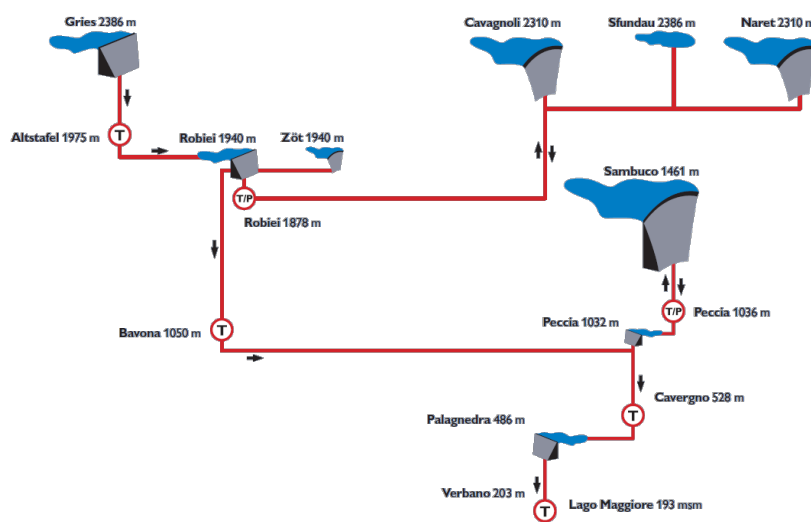 Gries 2386 m
Cavagnoli 2310 m
Sfundau 2386 m
Naret 2310 m
Altstafel 1975 m
T
Robiei 1940 m
Zöt 1940 m
Sambuco 1461 m
T/P
Robiei 1878 m
Bavona 1050 m
T
Peccia 1032 m
T/P
Peccia 1036 m
Cavergno 528 m
T
Palagnedra 486 m
Verbano 203 m
T
Lago Maggiore 193 msm